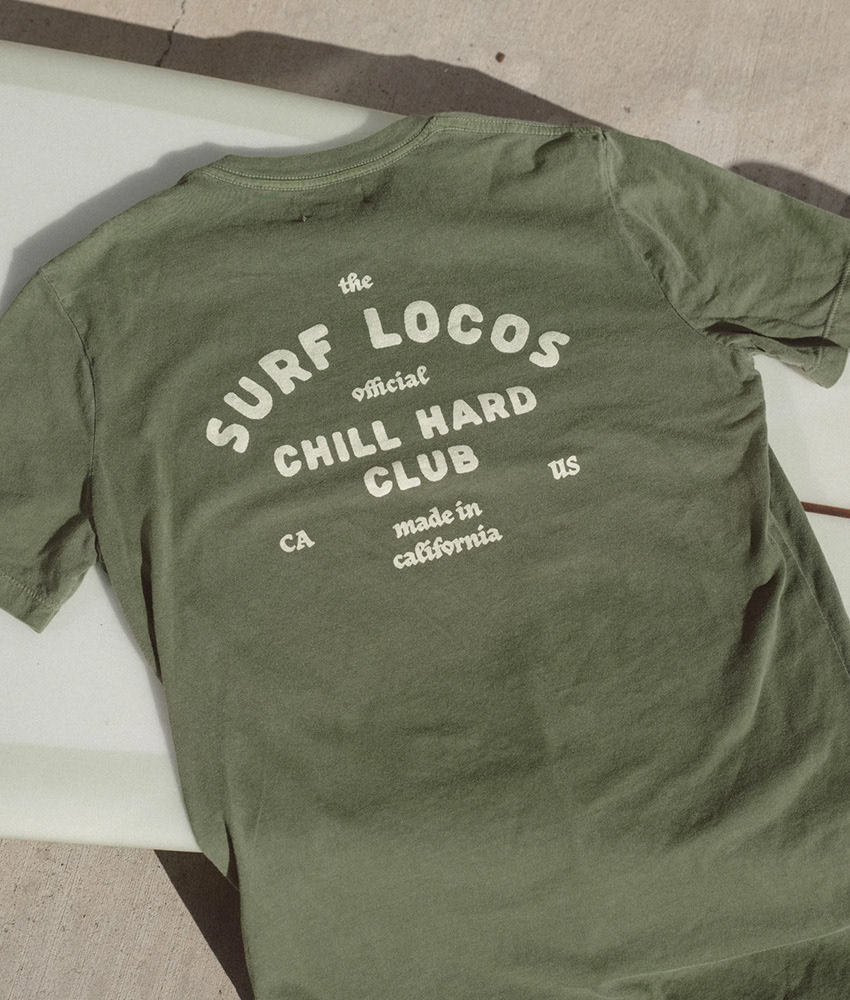 the
SURF LOCOS
official
CHILL HARD
CLUB
CA
US
made in
california